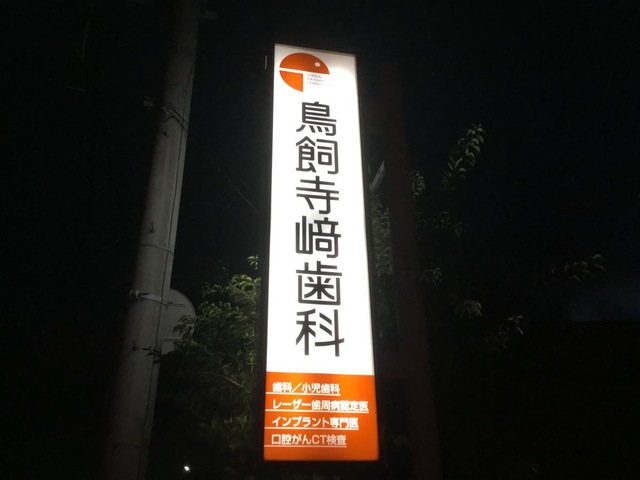 鳥飼寺﨑歯科
歯科／小児歯科
レーザー歯周病認定医
インプラント専門医
口腔がんCT検査